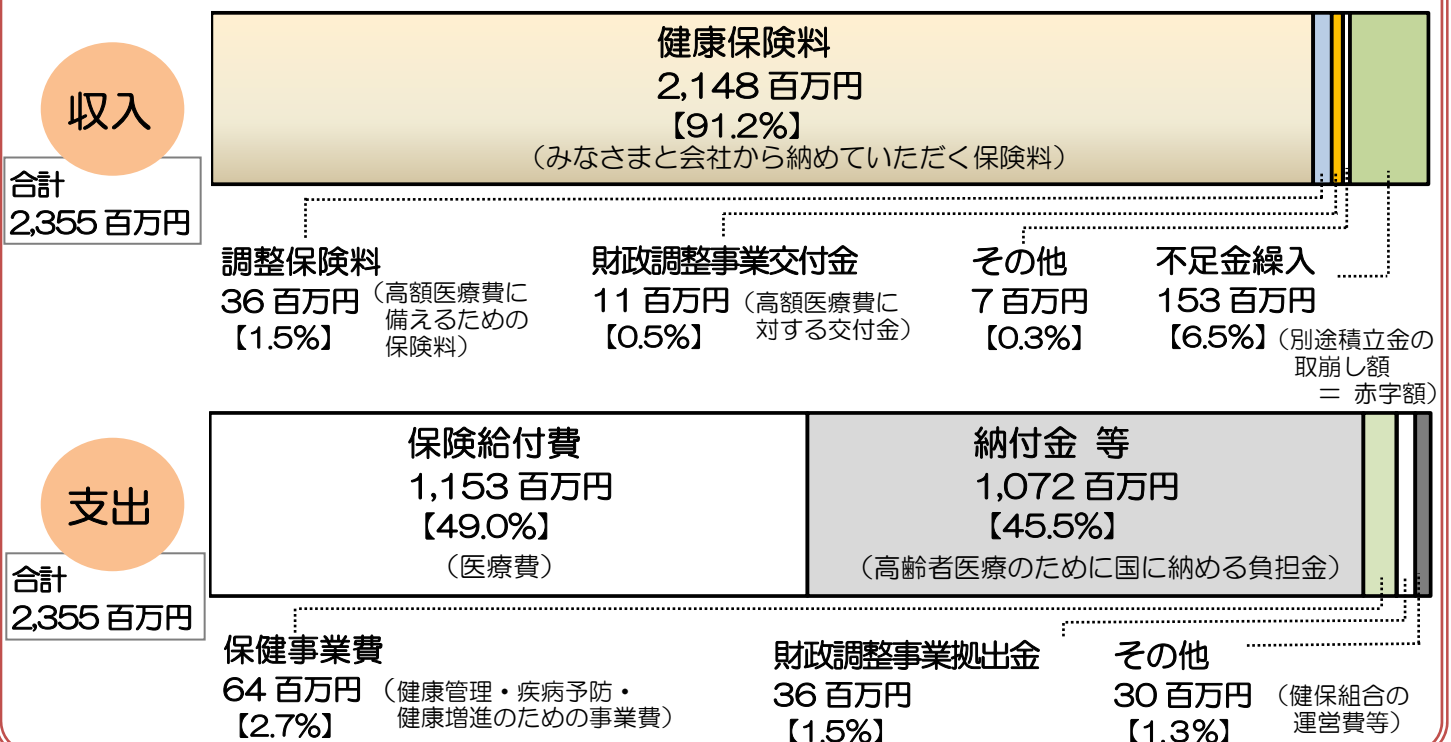 収入
合計
2,355 百万円
健康保険料
2,148 百万円
【91.2%】
（みなさまと会社から納めていただく保険料）
調整保険料
36 百万円
【1.5%】
（高額医療費に
備えるための
保険料）
財政調整事業交付金
11 百万円
【0.5%】
（高額医療費に
対する交付金）
その他
7 百万円
【0.3%】
不足金繰入
153 百万円
【6.5%】
（別途積立金の
取崩し額
＝ 赤字額）
支出
合計
2,355 百万円
保険給付費
1,153 百万円
【49.0%】
（医療費）
納付金 等
1,072 百万円
【45.5%】
（高齢者医療のために国に納める負担金）
保健事業費
64 百万円
【2.7%】
（健康管理・疾病予防・
健康増進のための事業費）
財政調整事業拠出金
36 百万円
【1.5%】
その他
30 百万円
【1.3%】
（健保組合の
運営費等）